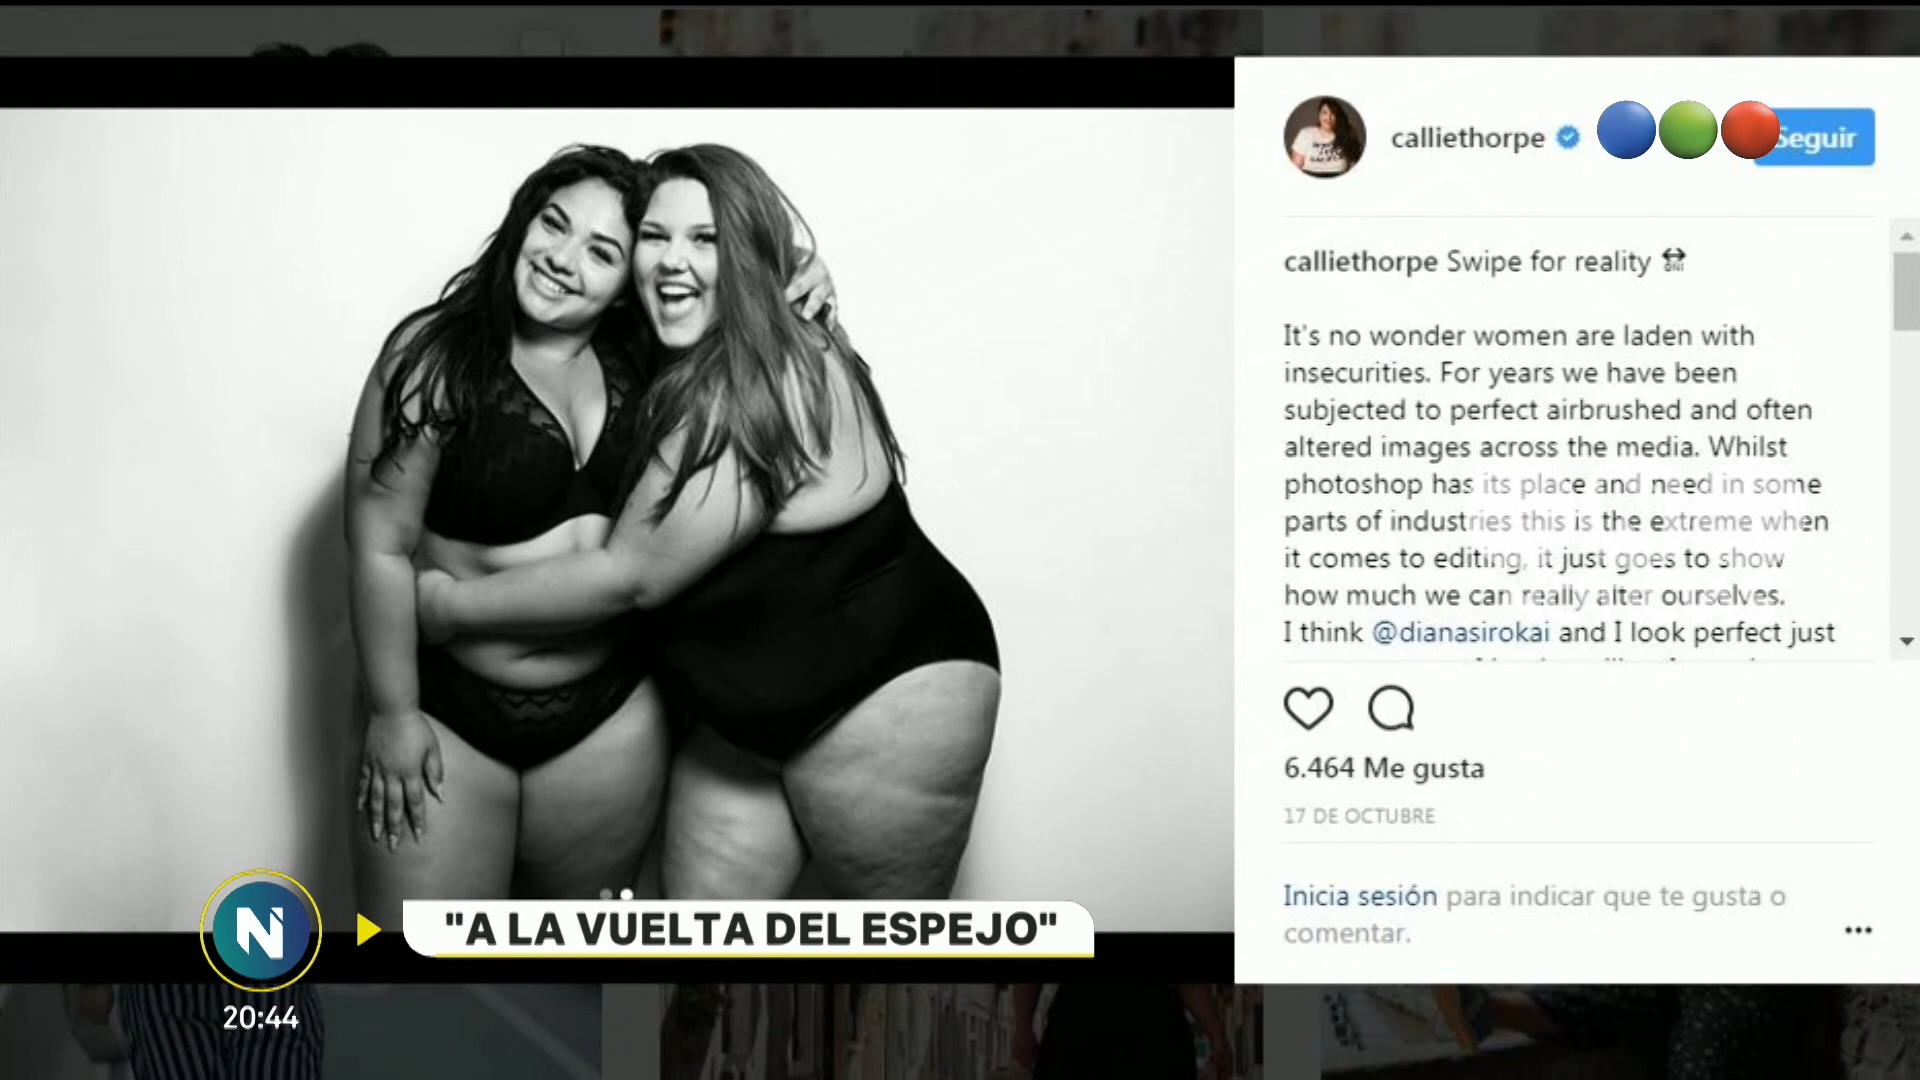 calliethorpe
Seguir
calliethorpe Swipe for reality
It's no wonder women are laden with
insecurities. For years we have been
subjected to perfect airbrushed and often
altered images across the media. Whilst
photoshop has its place and need in some
parts of industries this is the extreme when
it comes to editing, it just goes to show
how much we can really alter ourselves.
I think @dianasirokai and I look perfect just
6.464 Me gusta
17 DE OCTUBRE
Inicia sesión para indicar que te gusta o
comentar.
N
"A LA VUELTA DEL ESPEJO"
20:44